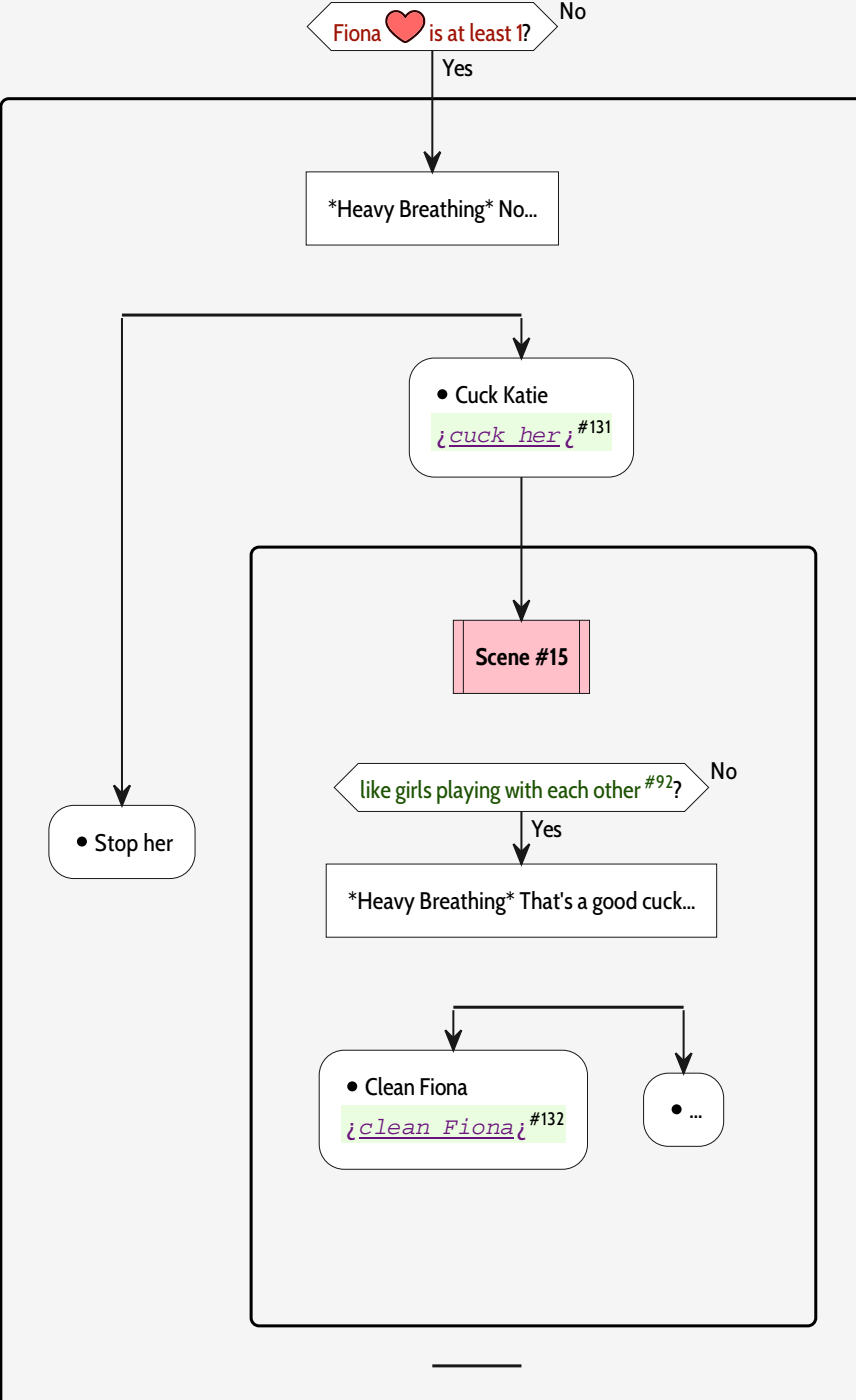 No
Fiona is at least 1?
Yes
*Heavy Breathing* No...
• Cuck Katie
¿cuck her¿#131
Scene #15
like girls playing with each other #92?
No
Yes
• Stop her
*Heavy Breathing* That's a good cuck...
• Clean Fiona
¿clean Fiona¿#132
• ...